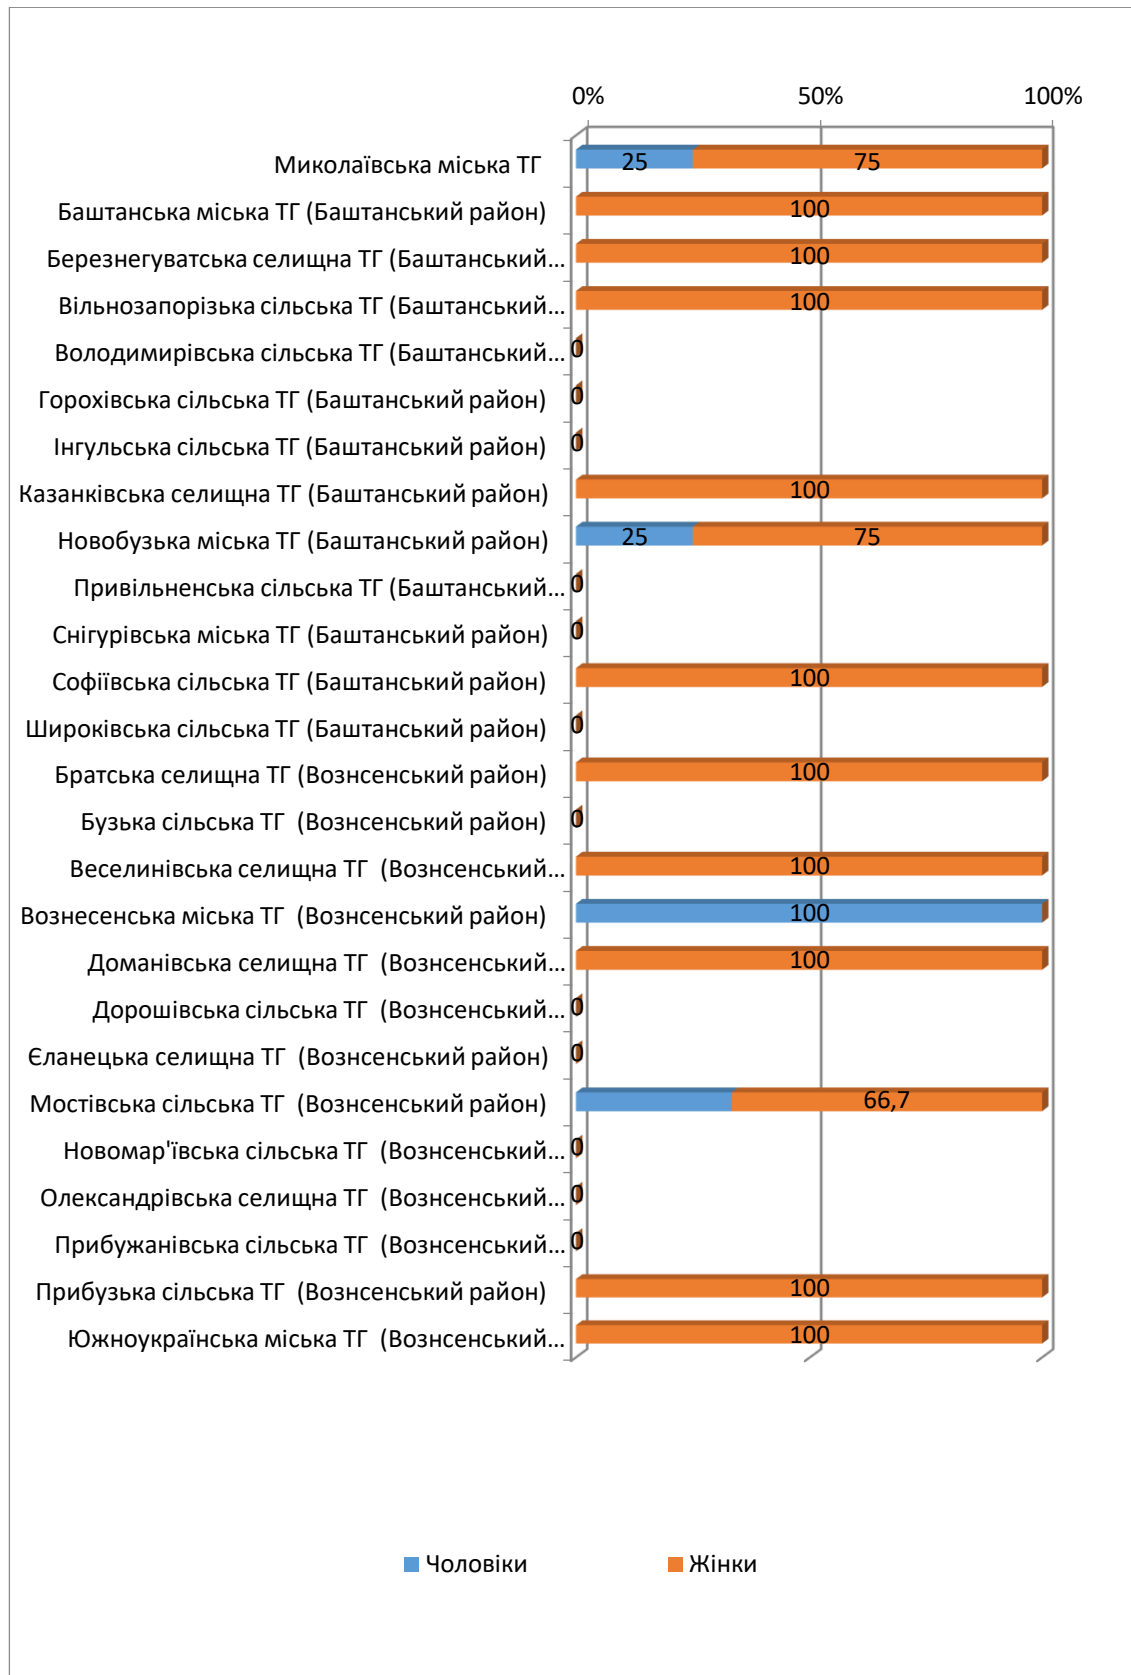 0% 50% 100%
Миколаївська міська ТГ 25 75
Баштанська міська ТГ (Баштанський район) 100
Березнегуватська селищна ТГ (Баштанський... 100
Вільнозапорізька сільська ТГ (Баштанський... 100
Володимирівська сільська ТГ (Баштанський... 0
Горохівська сільська ТГ (Баштанський район) 0
Інгульська сільська ТГ (Баштанський район) 0
Казанківська селищна ТГ (Баштанський район) 100
Новобузька міська ТГ (Баштанський район) 25 75
Привільненська сільська ТГ (Баштанський... 0
Снігурівська міська ТГ (Баштанський район) 0
Софіївська сільська ТГ (Баштанський район) 100
Широківська сільська ТГ (Баштанський район) 0
Братська селищна ТГ (Вознсенський район) 100
Бузька сільська ТГ (Вознсенський район) 0
Веселинівська селищна ТГ (Вознсенський... 100
Вознесенська міська ТГ (Вознсенський район) 100
Доманівська селищна ТГ (Вознсенський... 100
Дорошівська сільська ТГ (Вознсенський... 0
Єланецька селищна ТГ (Вознсенський район) 0
Мостівська сільська ТГ (Вознсенський район) 66,7
Новомар'ївська сільська ТГ (Вознсенський... 0
Олександрівська селищна ТГ (Вознсенський... 0
Прибужанівська сільська ТГ (Вознсенський... 0
Прибузька сільська ТГ (Вознсенський район) 100
Южноукраїнська міська ТГ (Вознсенський... 100
Чоловіки Жінки